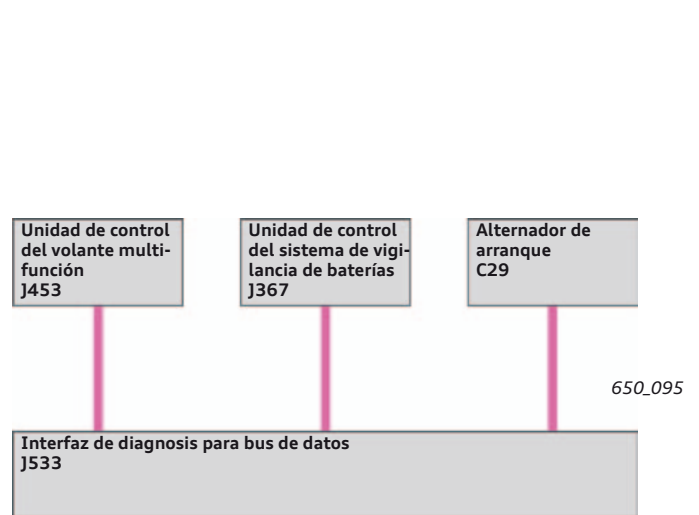 Unidad de control
del volante multi-
función
J453
Unidad de control
del sistema de vigi-
lancia de baterías
J367
Alternador de
arranque
C29
650_095
Interfaz de diagnosis para bus de datos
J533